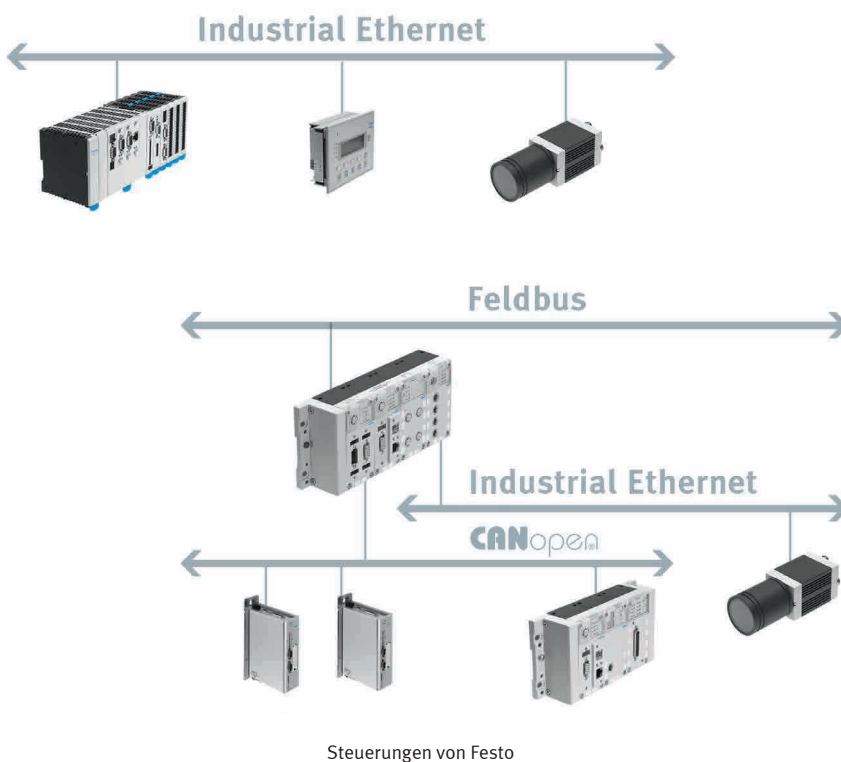 Industrial Ethernet
Feldbus
Industrial Ethernet
CANopen
Steuerungen von Festo